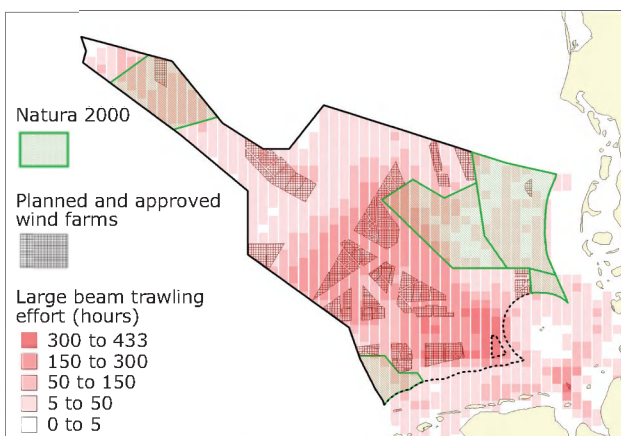 Natura 2000
Planned and approved
wind farms
Large beam trawling
effort (hours)
300 to 433
150 to 300
50 to 150
5 to 50
0 to 5